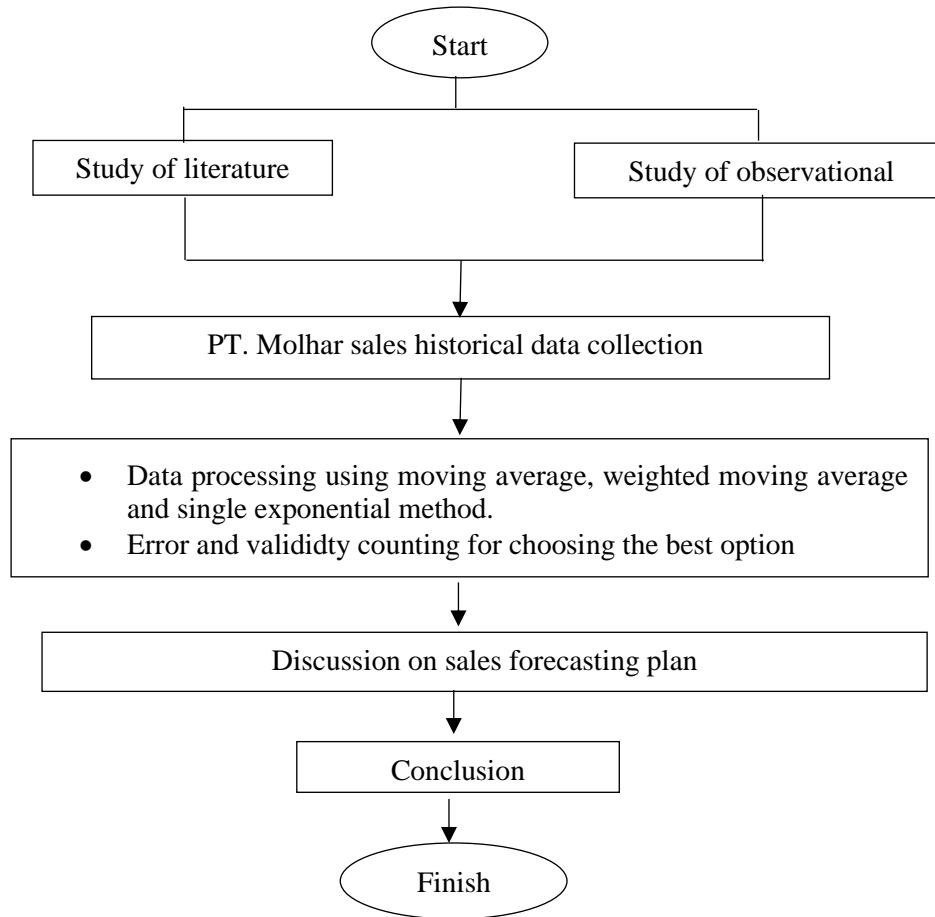 Start
Study of literature
Study of observational
PT. Molhar sales historical data collection
• Data processing using moving average, weighted moving average
and single exponential method.
• Error and valididty counting for choosing the best option
Discussion on sales forecasting plan
Conclusion
Finish